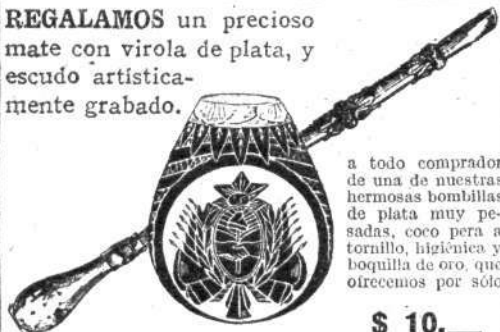 REGALAMOS un precioso
mate con virola de plata, y
escudo artística-
mente grabado.
a todo comprador
de una de nuestras
hermosas bombillas
de plata muy pe-
sadas, coco pera a
tornillo, higiénica y
boquilla de oro, que
ofrecemos por sólo
$ 10.—